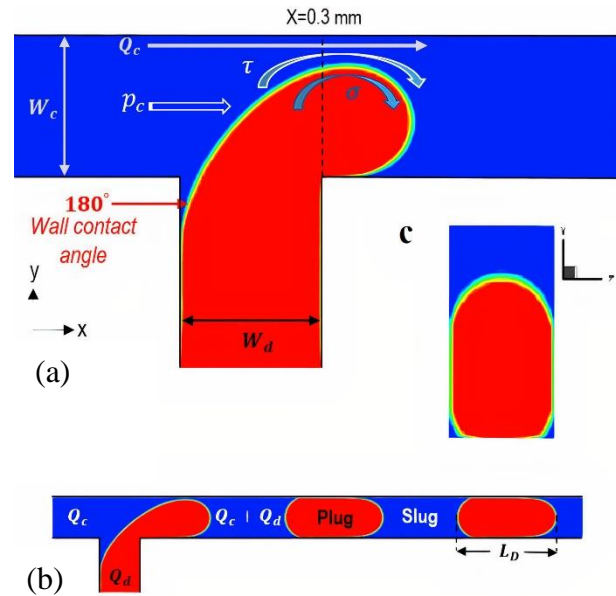 X=0.3 mm
Q_c
τ
W_c
p_c
σ
180°
Wall contact
angle
c
y
x
W_d
(a)
Q_c
Q_c
Q_d
Plug
Slug
Q_d
L_D
(b)